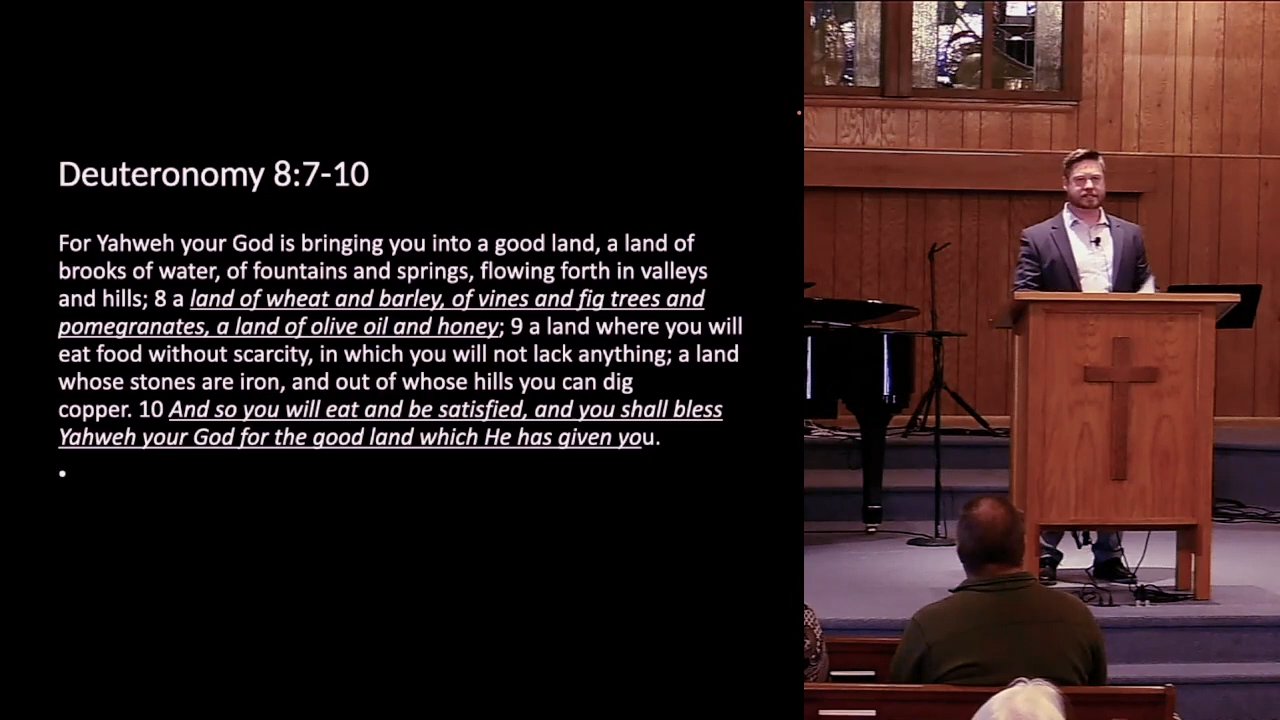 Deuteronomy 8:7-10
For Yahweh your God is bringing you into a good land, a land of
brooks of water, of fountains and springs, flowing forth in valleys
and hills; 8 a land of wheat and barley, of vines and fig trees and
pomegranates, a land of olive oil and honey; 9 a land where you will
eat food without scarcity, in which you will not lack anything; a land
whose stones are iron, and out of whose hills you can dig
copper. 10 And so you will eat and be satisfied, and you shall bless
Yahweh your God for the good land which He has given you.